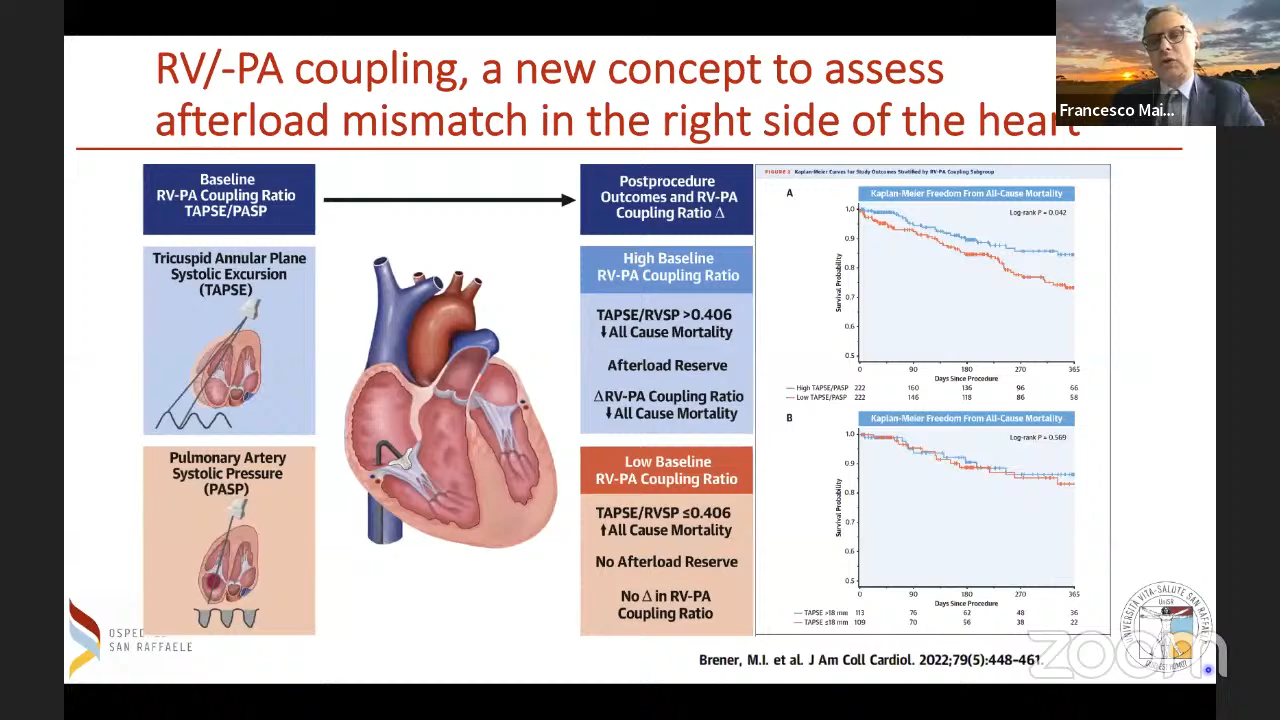 RV/-PA coupling, a new concept to assess
afterload mismatch in the right side of the heart
Francesco Mai...
Baseline
RV-PA Coupling Ratio
TAPSE/PASP
Tricuspid Annular Plane
Systolic Excursion
(TAPSE)
Pulmonary Artery
Systolic Pressure
(PASP)
Postprocedure
Outcomes and RV-PA
Coupling Ratio Δ
High Baseline
RV-PA Coupling Ratio
TAPSE/RVSP >0.406
⬇All Cause Mortality
Afterload Reserve
ΔRV-PA Coupling Ratio
⬇All Cause Mortality
Low Baseline
RV-PA Coupling Ratio
TAPSE/RVSP ≤0.406
⬆All Cause Mortality
No Afterload Reserve
No Δ in RV-PA
Coupling Ratio
FIGURE 2 Kaplan-Meier Curves for Study Outcomes Stratified by RV-PA Coupling Subgroup
A
Kaplan-Meier Freedom From All-Cause Mortality
Log-rank P = 0.042
Survival Probability
1.0
0.9
0.8
0.7
0.6
0.5
0 90 180 270 365
Days Since Procedure
High TAPSE/PASP 222 160 136 96 66
Low TAPSE/PASP 222 146 118 86 58
B
Kaplan-Meier Freedom From All-Cause Mortality
Log-rank P = 0.569
Survival Probability
1.0
0.9
0.8
0.7
0.6
0.5
0 90 180 270 365
Days Since Procedure
TAPSE >18 mm 113 76 62 48 36
TAPSE ≤18 mm 109 70 56 38 22
Brener, M.I. et al. J Am Coll Cardiol. 2022;79(5):448-461.
OSPED
SAN RAFFAELE
UNIVERSITA VITA-SALUTE SAN RAFFAELE
UniSR
zoom